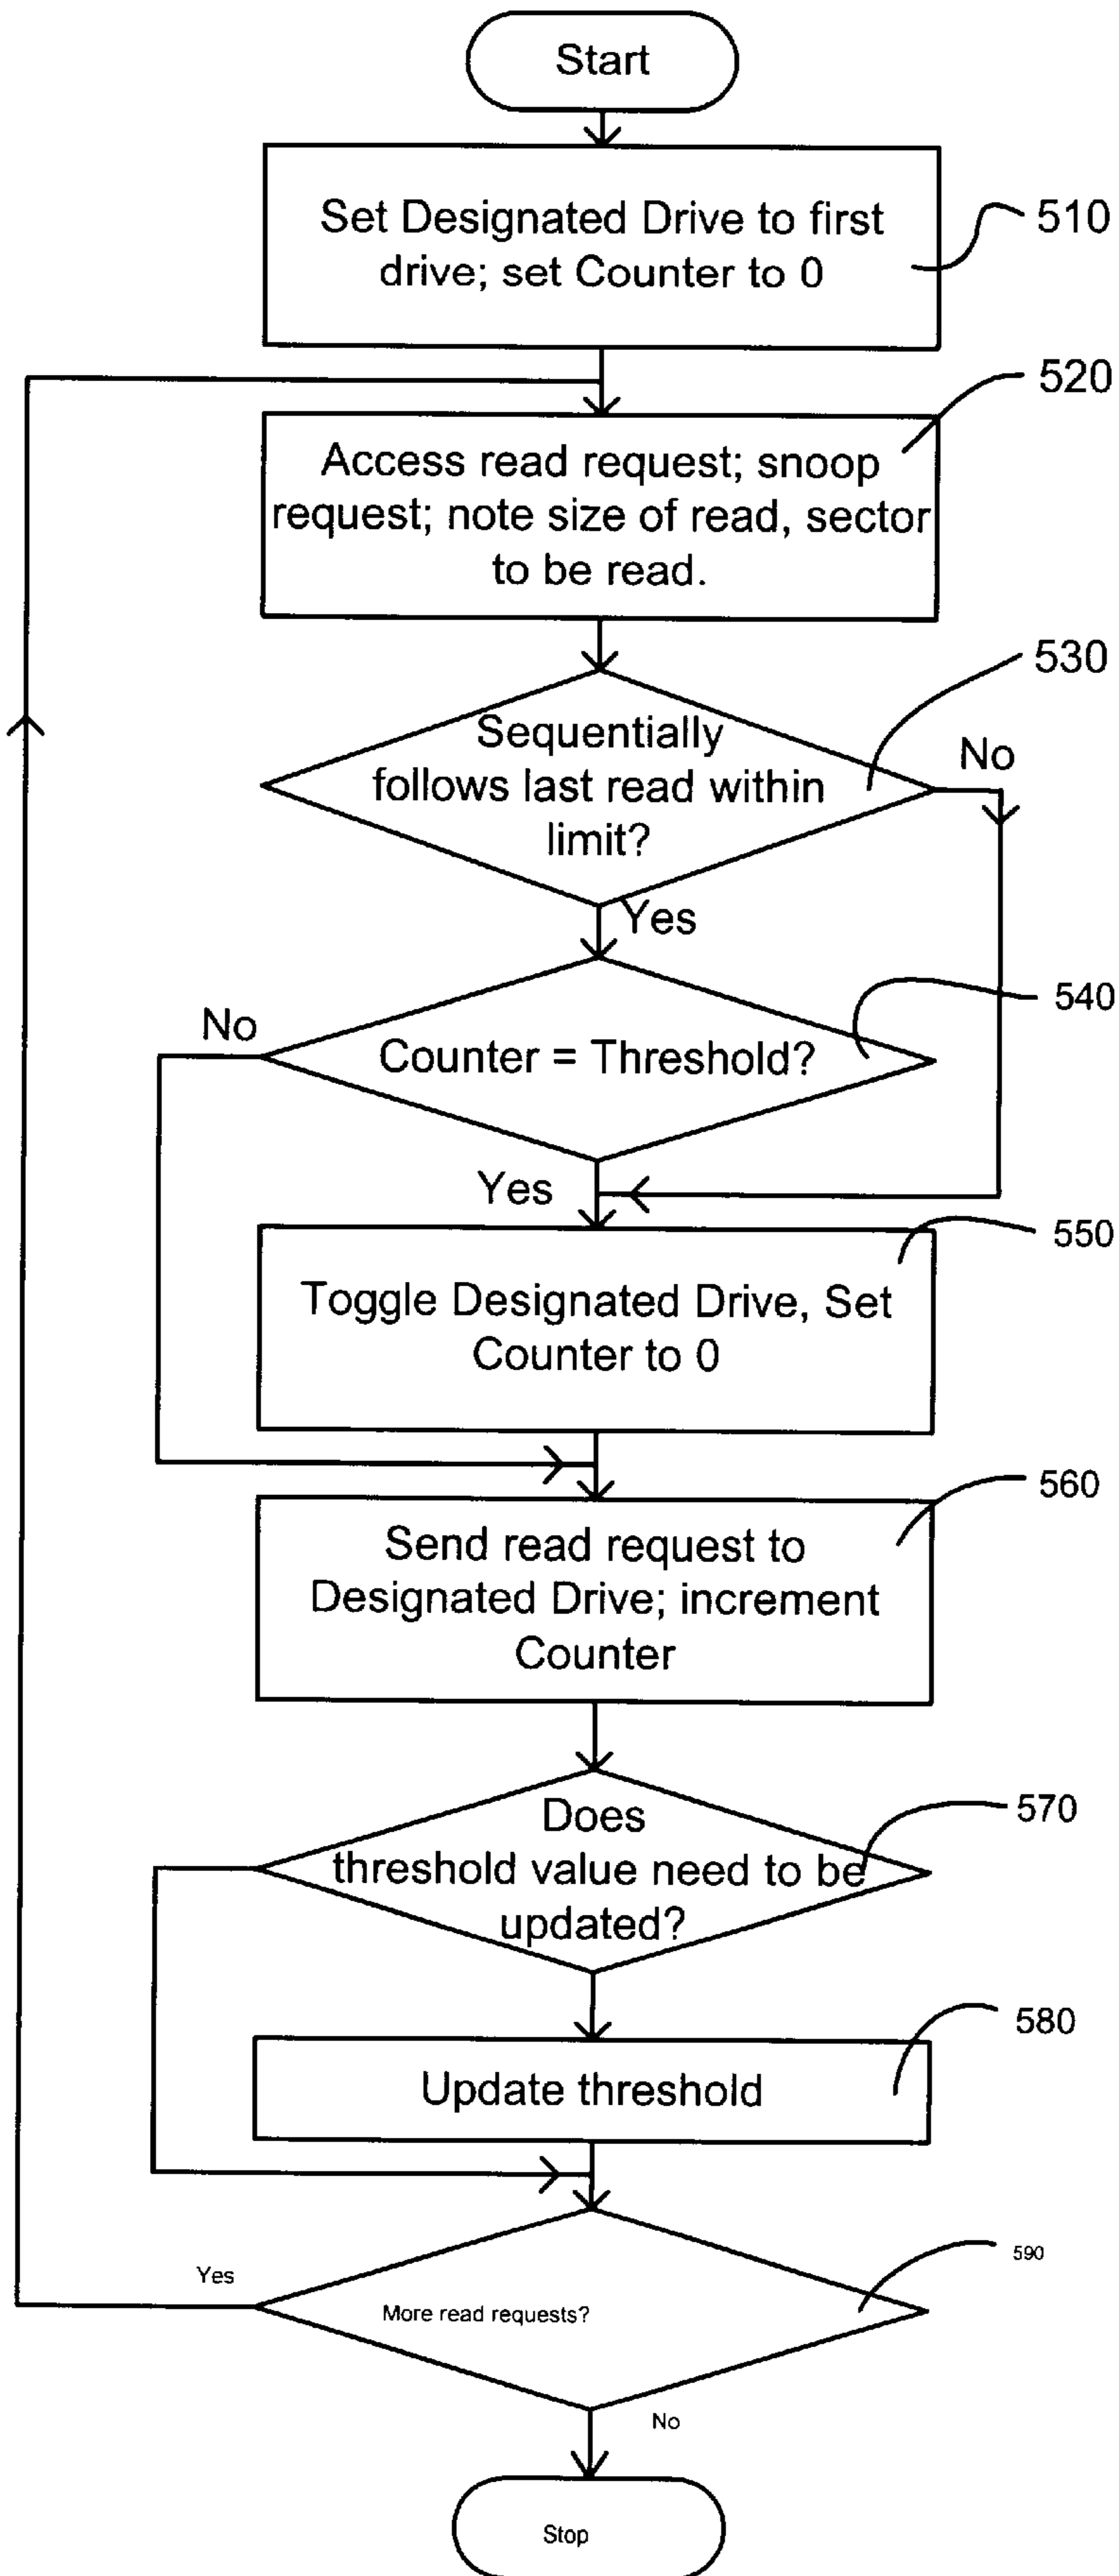 Start
Set Designated Drive to first
drive; set Counter to 0
510
520
Access read request; snoop
request; note size of read, sector
to be read.
530
Sequentially
follows last read within
limit?
No
Yes
540
No
Counter = Threshold?
Yes
550
Toggle Designated Drive, Set
Counter to 0
560
Send read request to
Designated Drive; increment
Counter
570
Does
threshold value need to be
updated?
580
Update threshold
590
Yes
More read requests?
No
Stop